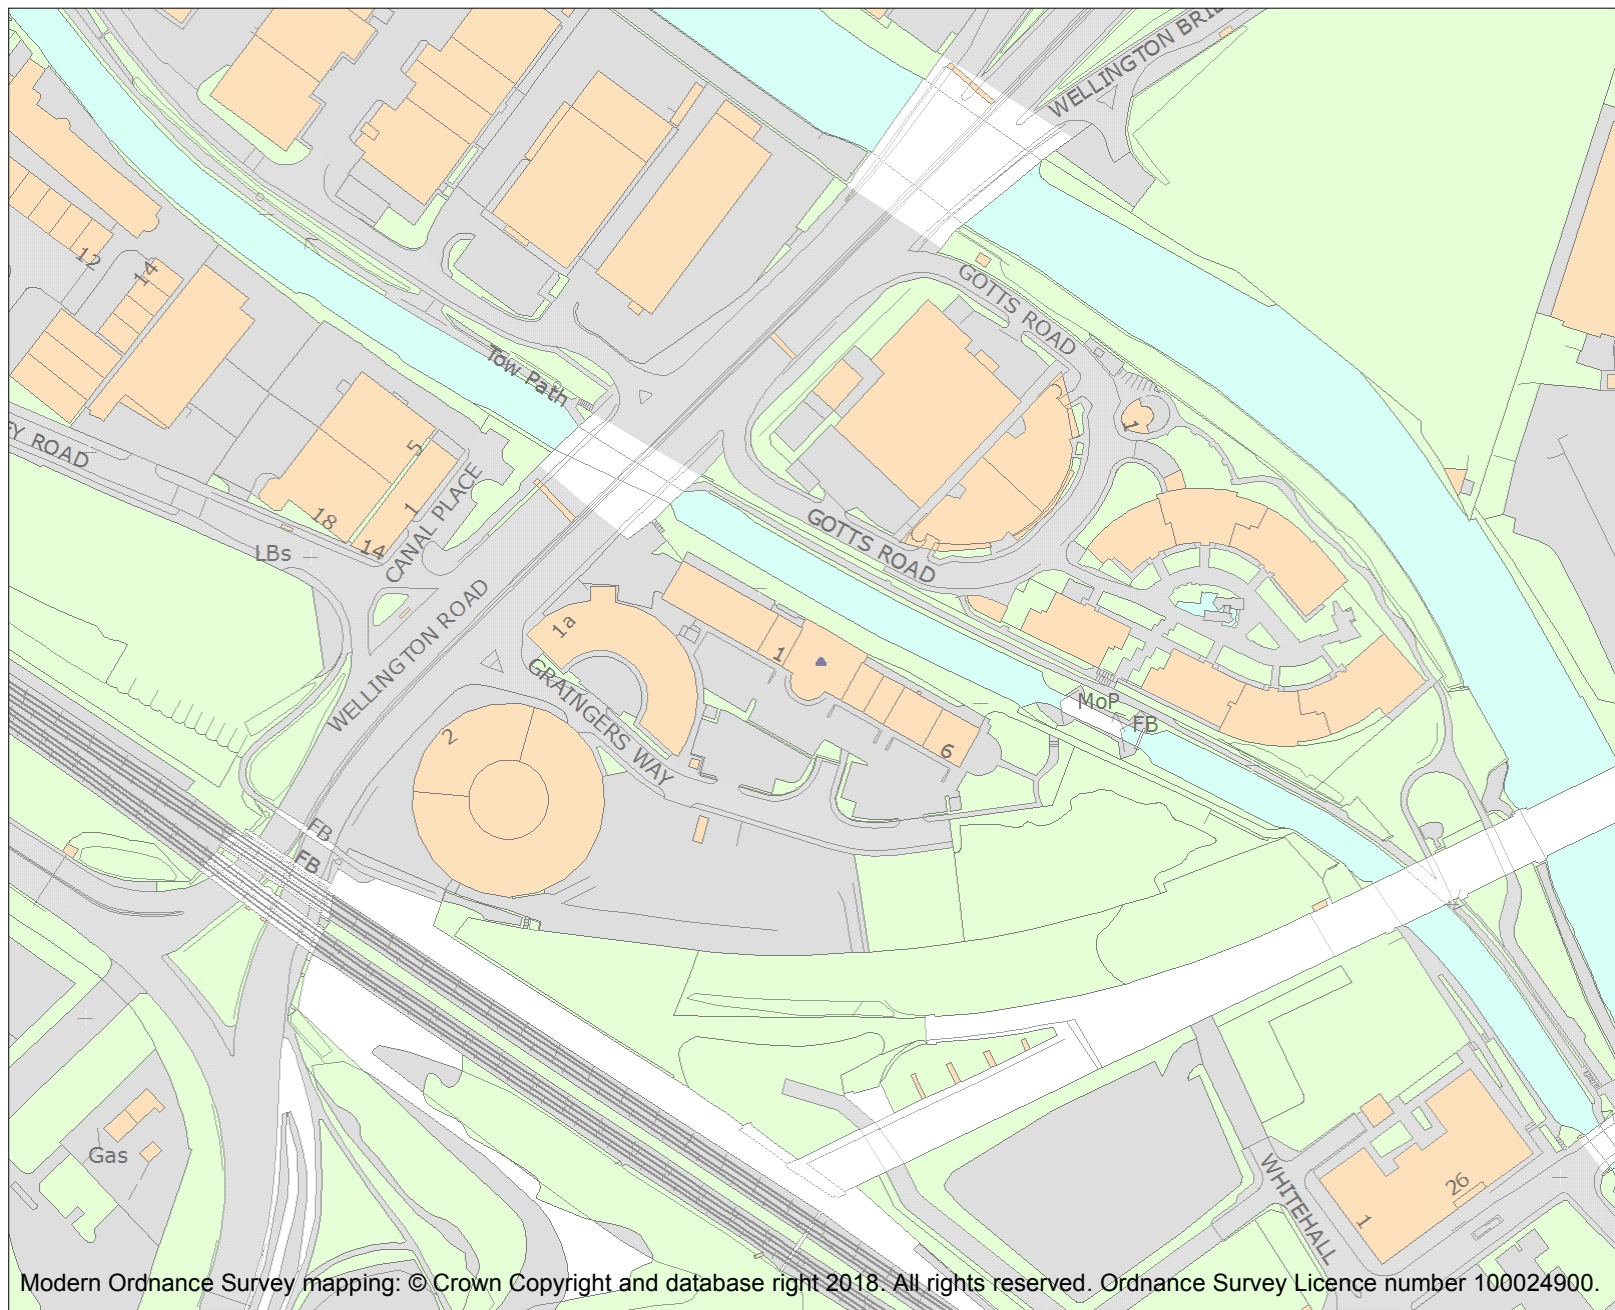 WELLINGTON BRI
12
14
GOTTS ROAD
Tow Path
1
EY ROAD
5
18
1
14
CANAL PLACE
LBs
GOTTS ROAD
WELLINGTON ROAD
1a
1
GRAINGERS WAY
MoP
FB
2
6
FB
FB
Gas
WHITEHALL
26
1
Modern Ordnance Survey mapping: © Crown Copyright and database right 2018. All rights reserved. Ordnance Survey Licence number 100024900.